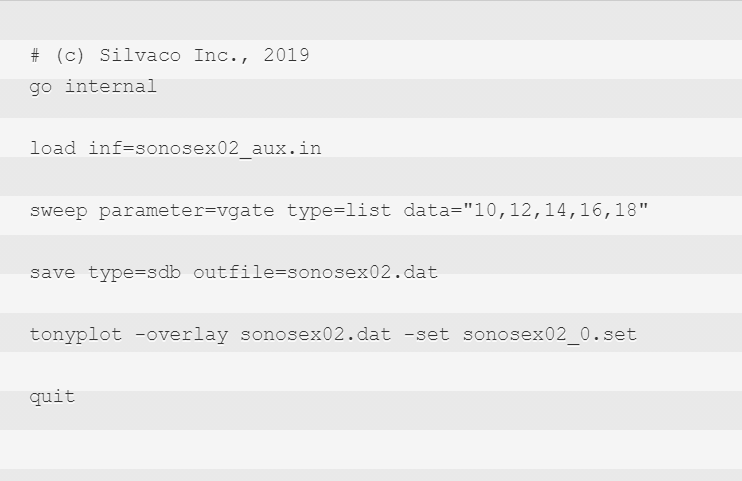 # (c) Silvaco Inc., 2019
go internal
load inf=sonosex02_aux.in
sweep parameter=vgate type=list data="10,12,14,16,18"
save type=sdb outfile=sonosex02.dat
tonyplot -overlay sonosex02.dat -set sonosex02_0.set
quit